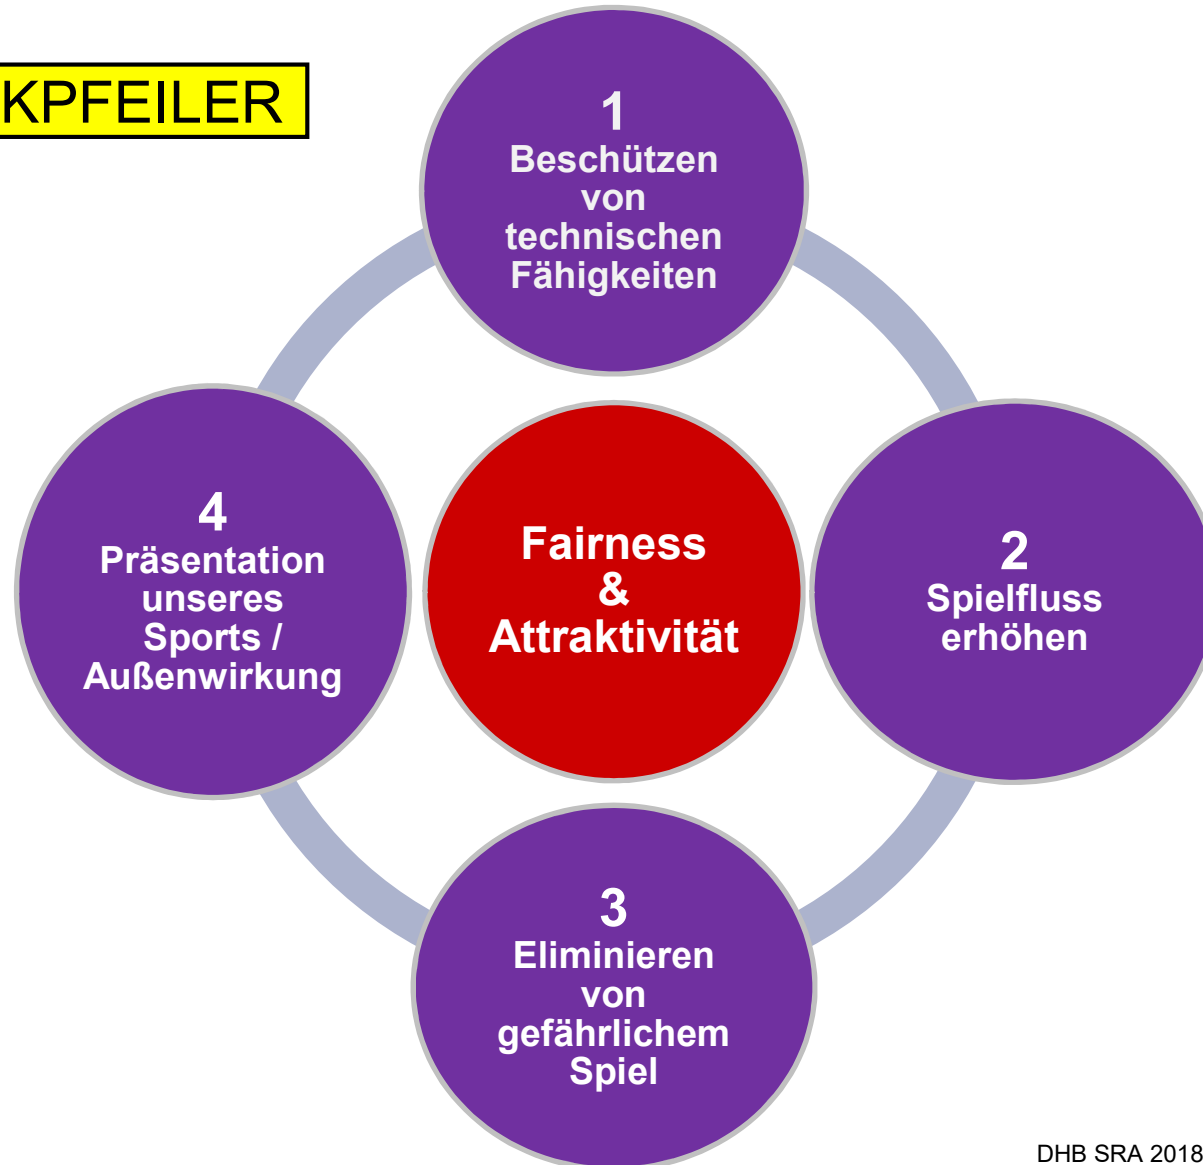 KPFEILER
1
Beschützen
von
technischen
Fähigkeiten
2
Spielfluss
erhöhen
3
Eliminieren
von
gefährlichem
Spiel
4
Präsentation
unseres
Sports /
Außenwirkung
Fairness
&
Attraktivität
DHB SRA 2018